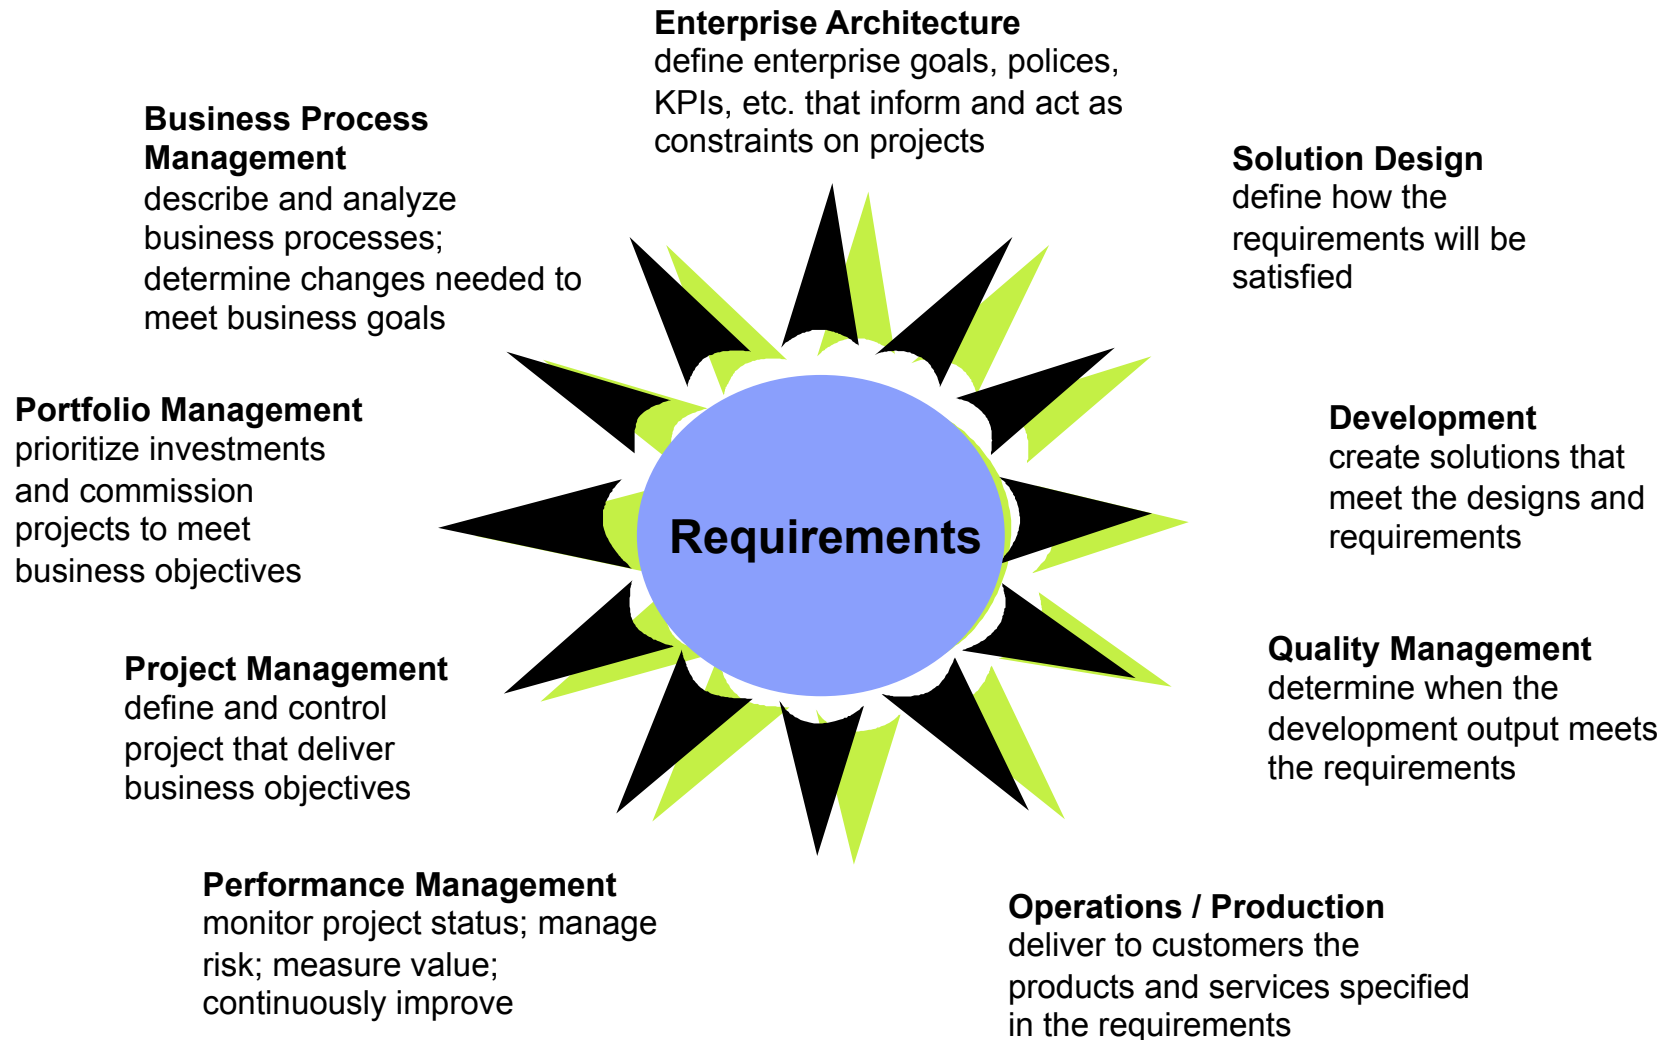 Enterprise Architecture
define enterprise goals, polices,
KPIs, etc. that inform and act as
constraints on projects
Business Process
Management
describe and analyze
business processes;
determine changes needed to
meet business goals
Solution Design
define how the
requirements will be
satisfied
Portfolio Management
prioritize investments
and commission
projects to meet
business objectives
Requirements
Development
create solutions that
meet the designs and
requirements
Project Management
define and control
project that deliver
business objectives
Quality Management
determine when the
development output meets
the requirements
Performance Management
monitor project status; manage
risk; measure value;
continuously improve
Operations / Production
deliver to customers the
products and services specified
in the requirements